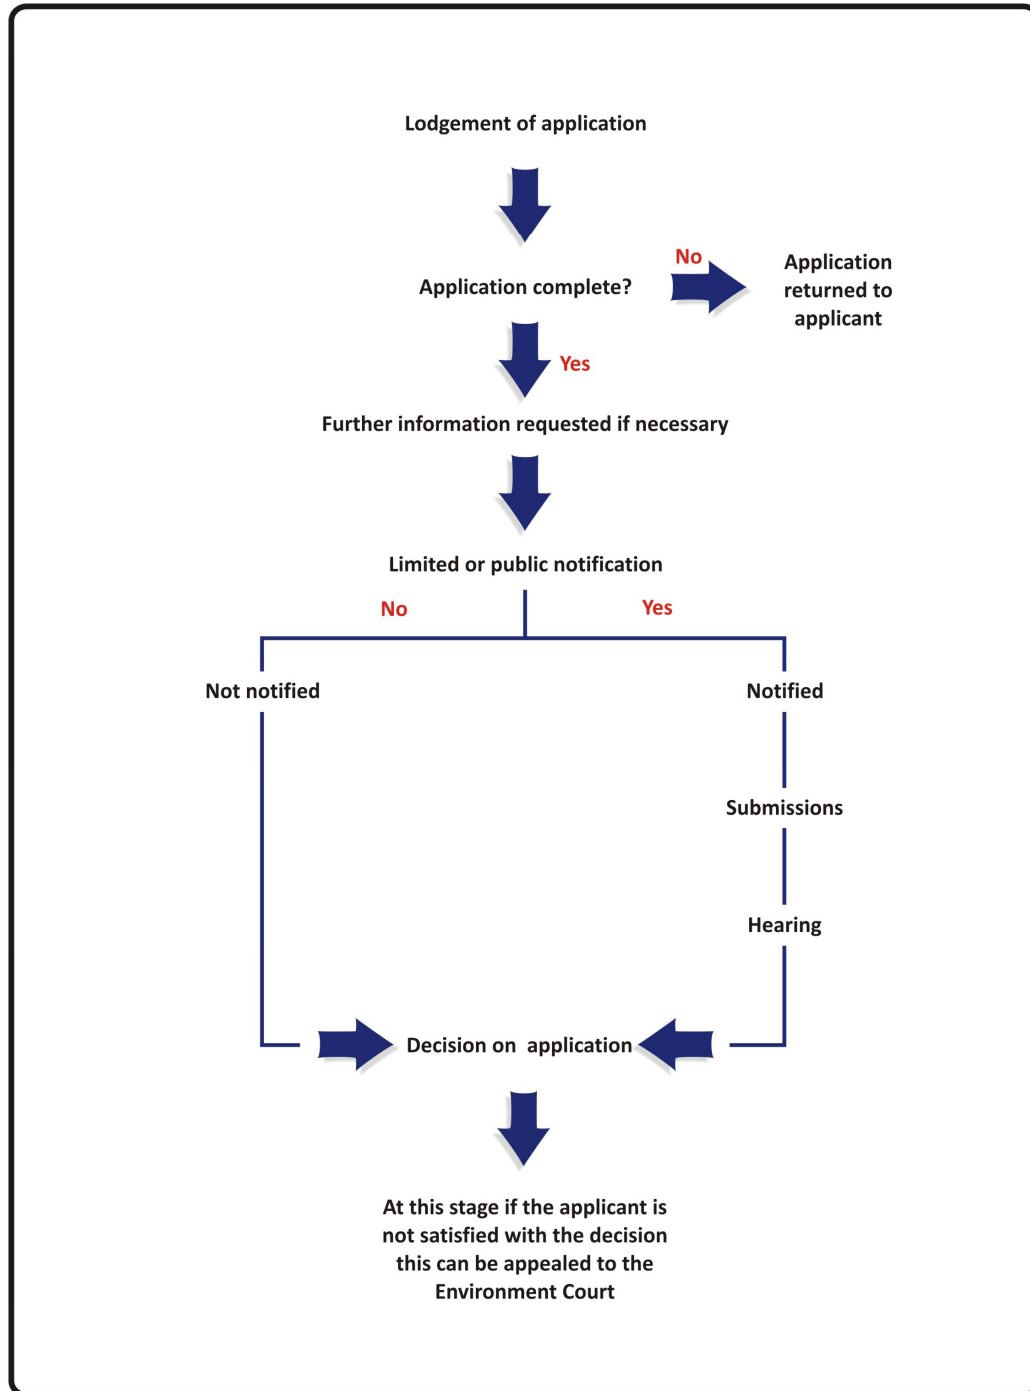 Lodgement of application
No
Application complete?
Application
returned to
applicant
Yes
Further information requested if necessary
Limited or public notification
No
Yes
Not notified
Notified
Submissions
Hearing
Decision on  application
At this stage if the applicant is
not satisfied with the decision
this can be appealed to the
Environment Court